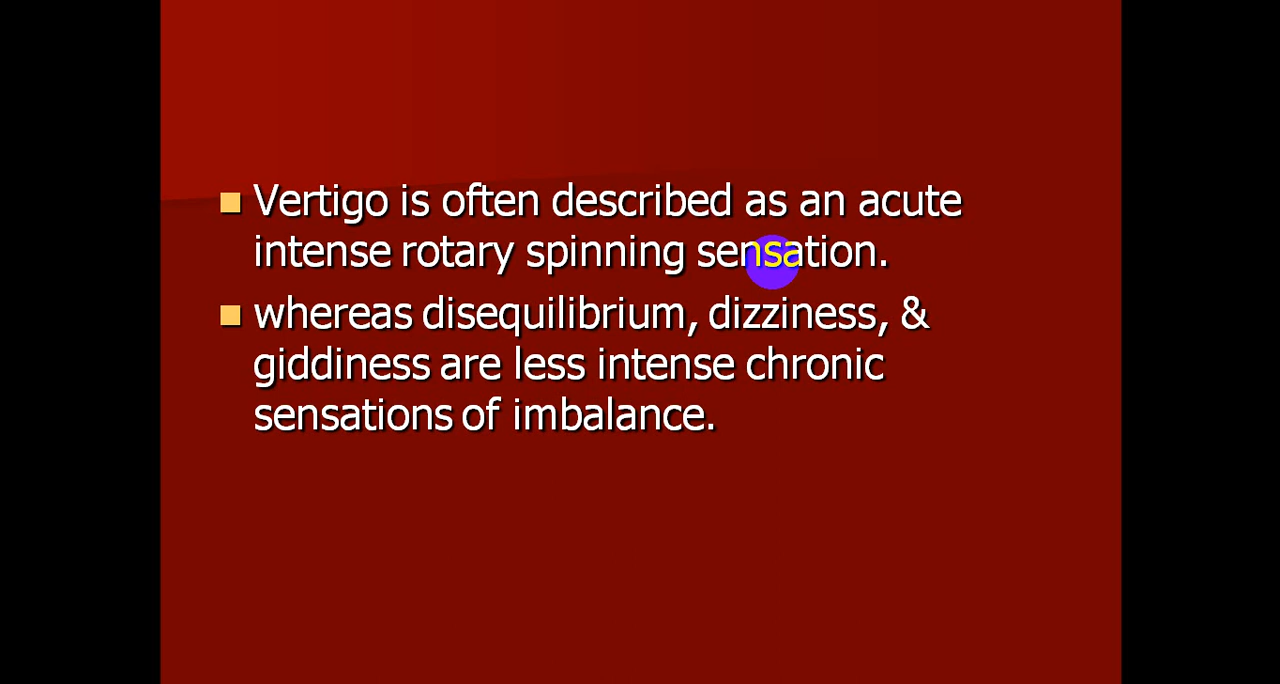 Vertigo is often described as an acute
intense rotary spinning sensation.
whereas disequilibrium, dizziness, &
giddiness are less intense chronic
sensations of imbalance.